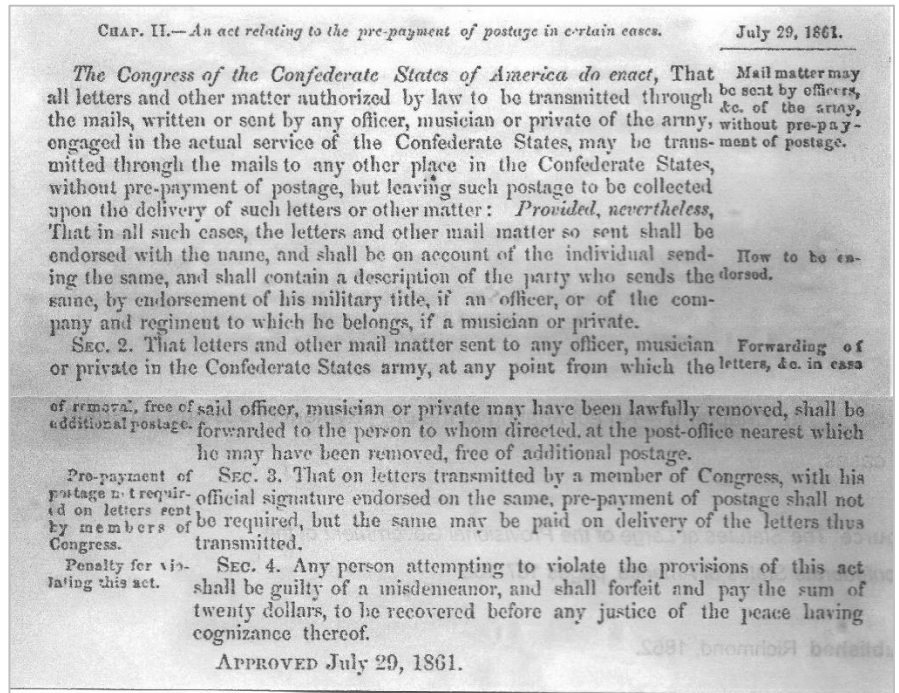 CHAP. II.—An act relating to the pre-payment of postage in certain cases.
July 29, 1861.
The Congress of the Confederate States of America do enact, That
all letters and other matter authorized by law to be transmitted through
the mails, written or sent by any officer, musician or private of the army,
engaged in the actual service of the Confederate States, may be trans-
mitted through the mails to any other place in the Confederate States,
without pre-payment of postage, but leaving such postage to be collected
upon the delivery of such letters or other matter: Provided, nevertheless,
That in all such cases, the letters and other mail matter so sent shall be
endorsed with the name, and shall be on account of the individual send-
ing the same, and shall contain a description of the party who sends the
same, by endorsement of his military title, if an officer, or of the com-
pany and regiment to which he belongs, if a musician or private.
Mail matter may
be sent by officers,
&c. of the army,
without pre-pay-
ment of postage.
How to be en-
dorsed.
SEC. 2. That letters and other mail matter sent to any officer, musician
or private in the Confederate States army, at any point from which the
Forwarding of
letters, &c. in case
of removal, free of
additional postage.
said officer, musician or private may have been lawfully removed, shall be
forwarded to the person to whom directed. at the post-office nearest which
he may have been removed, free of additional postage.
Pre-payment of
postage not requir-
ed on letters sent
by members of
Congress.
SEC. 3. That on letters transmitted by a member of Congress, with his
official signature endorsed on the same, pre-payment of postage shall not
be required, but the same may be paid on delivery of the letters thus
transmitted.
Penalty for vio-
lating this act.
SEC. 4. Any person attempting to violate the provisions of this act
shall be guilty of a misdemeanor, and shall forfeit and pay the sum of
twenty dollars, to be recovered before any justice of the peace having
cognizance thereof.
APPROVED July 29, 1861.